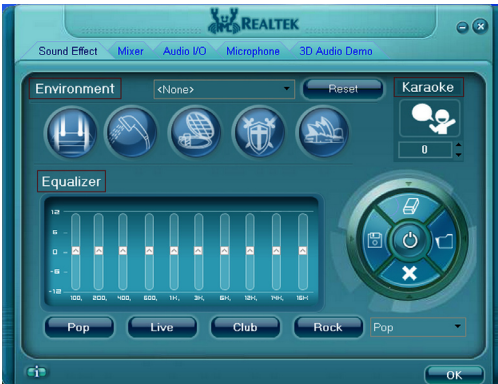 REALTEK
Sound Effect Mixer Audio I/O Microphone 3D Audio Demo
Environment <None> Reset Karaoke
0
Equalizer
12
6
0
-6
-12
100, 200, 400, 600, 1K, 3K, 6K, 12K, 14K, 16K
Pop Live Club Rock Pop
OK